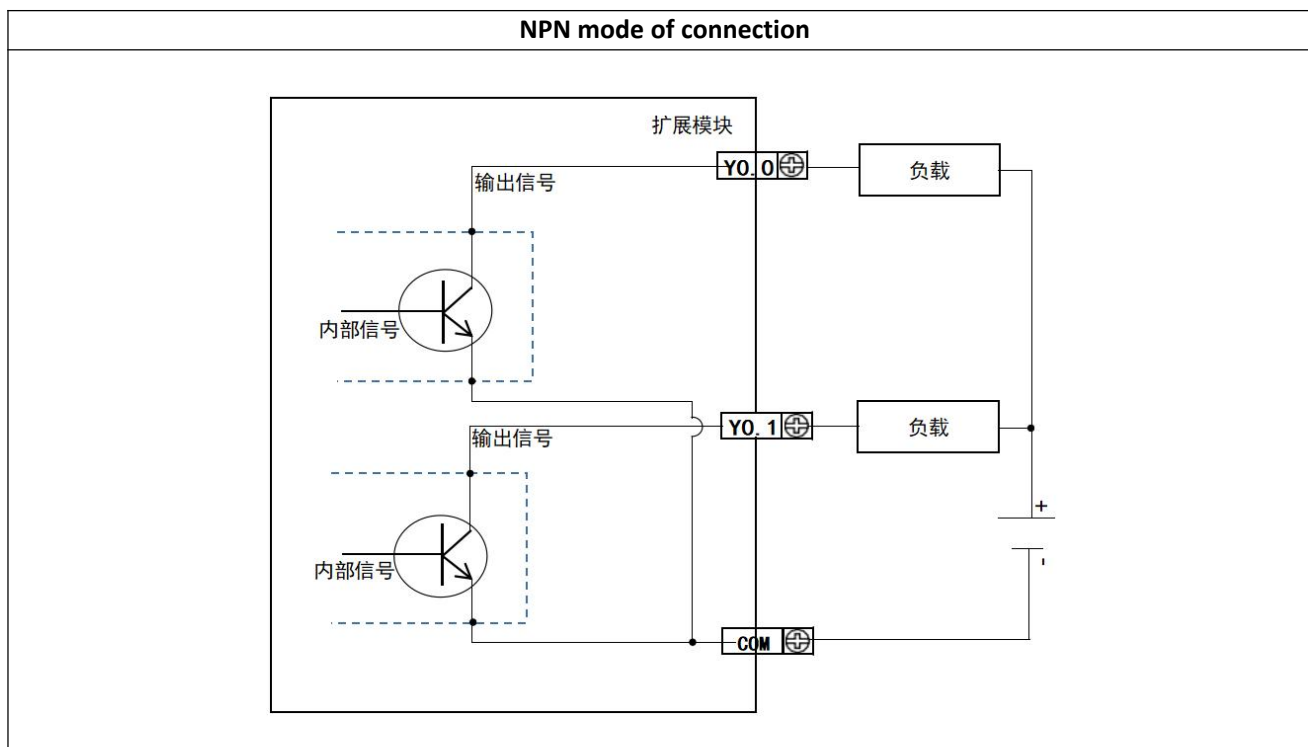 NPN mode of connection
扩展模块
Y0.0
负载
输出信号
内部信号
Y0.1
负载
输出信号
+
-
内部信号
COM